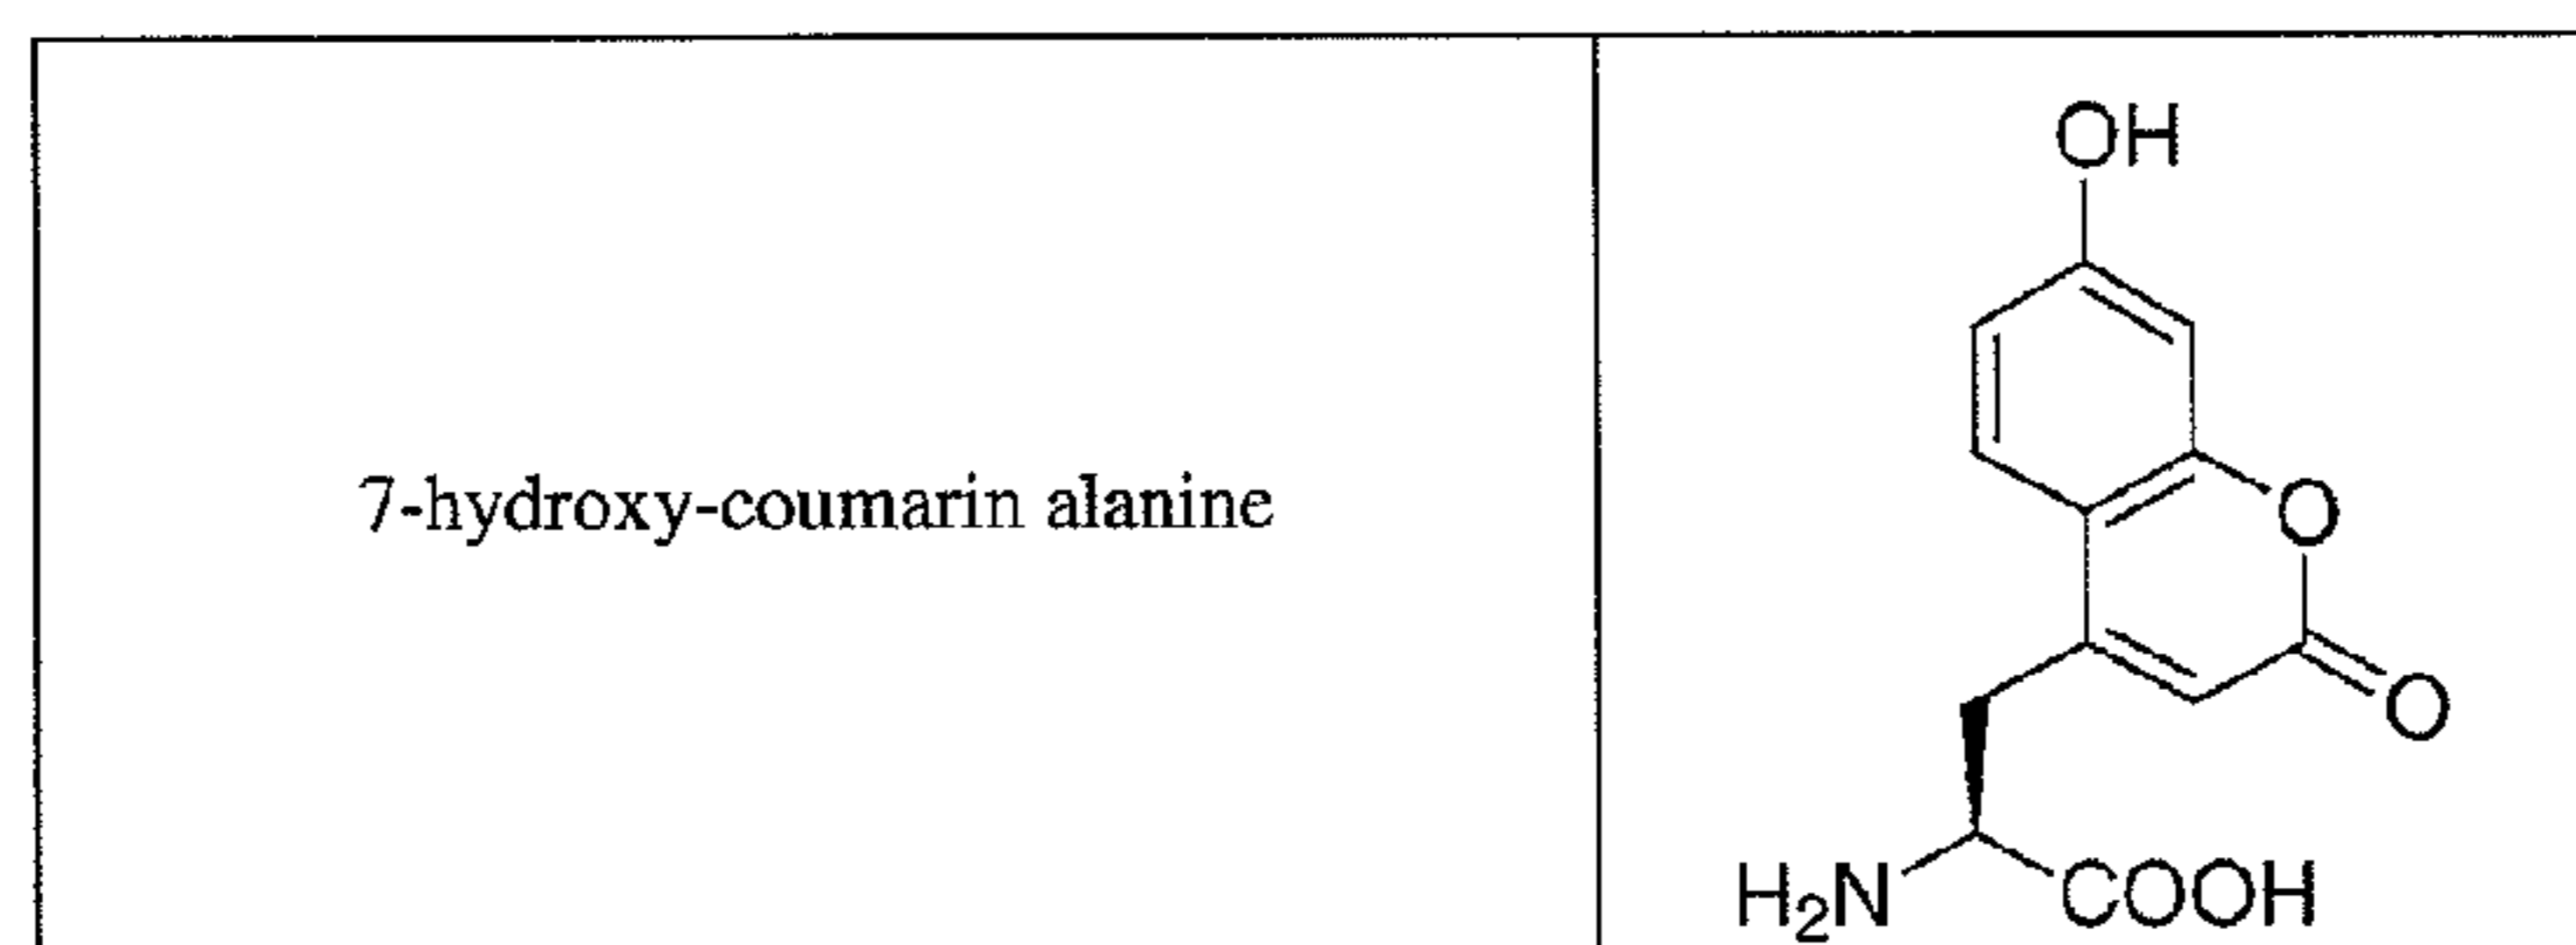 7-hydroxy-coumarin alanine
OH
O
O
H₂N
COOH